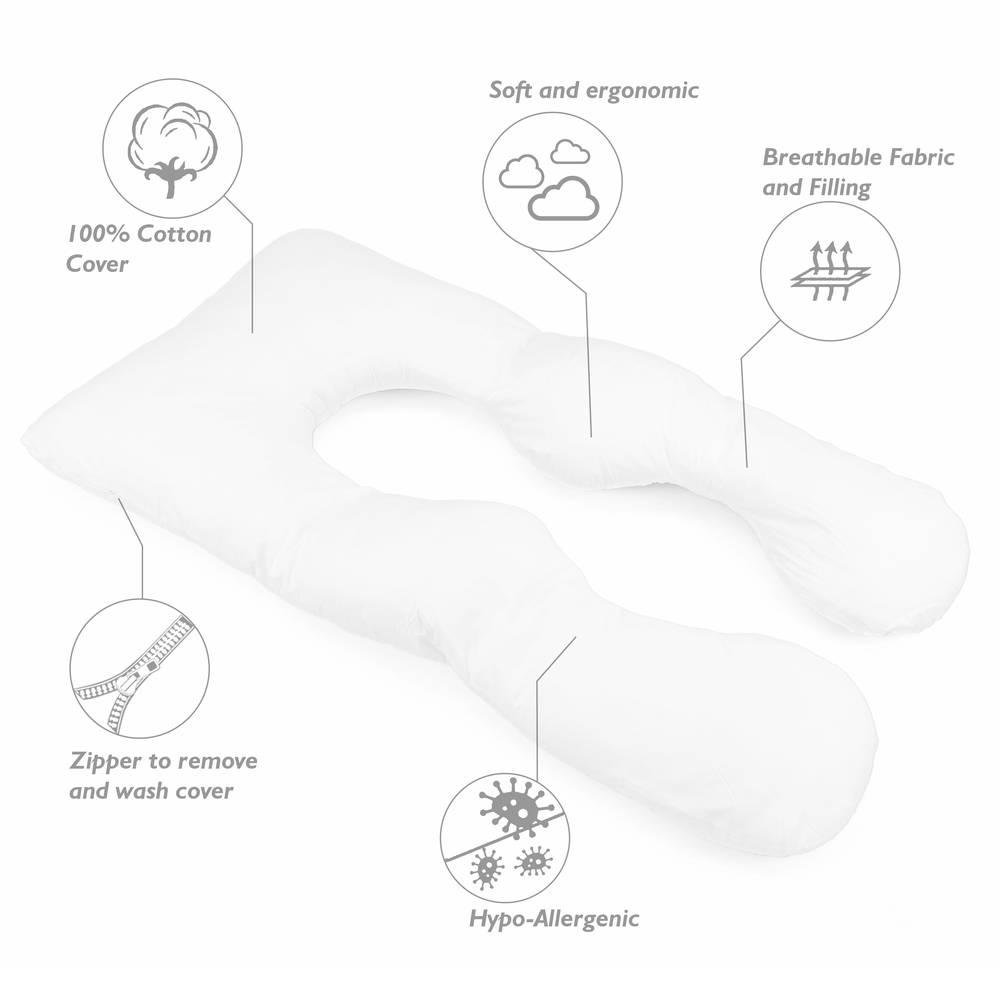 Soft and ergonomic
Breathable Fabric
and Filling
100% Cotton
Cover
Zipper to remove
and wash cover
Hypo-Allergenic